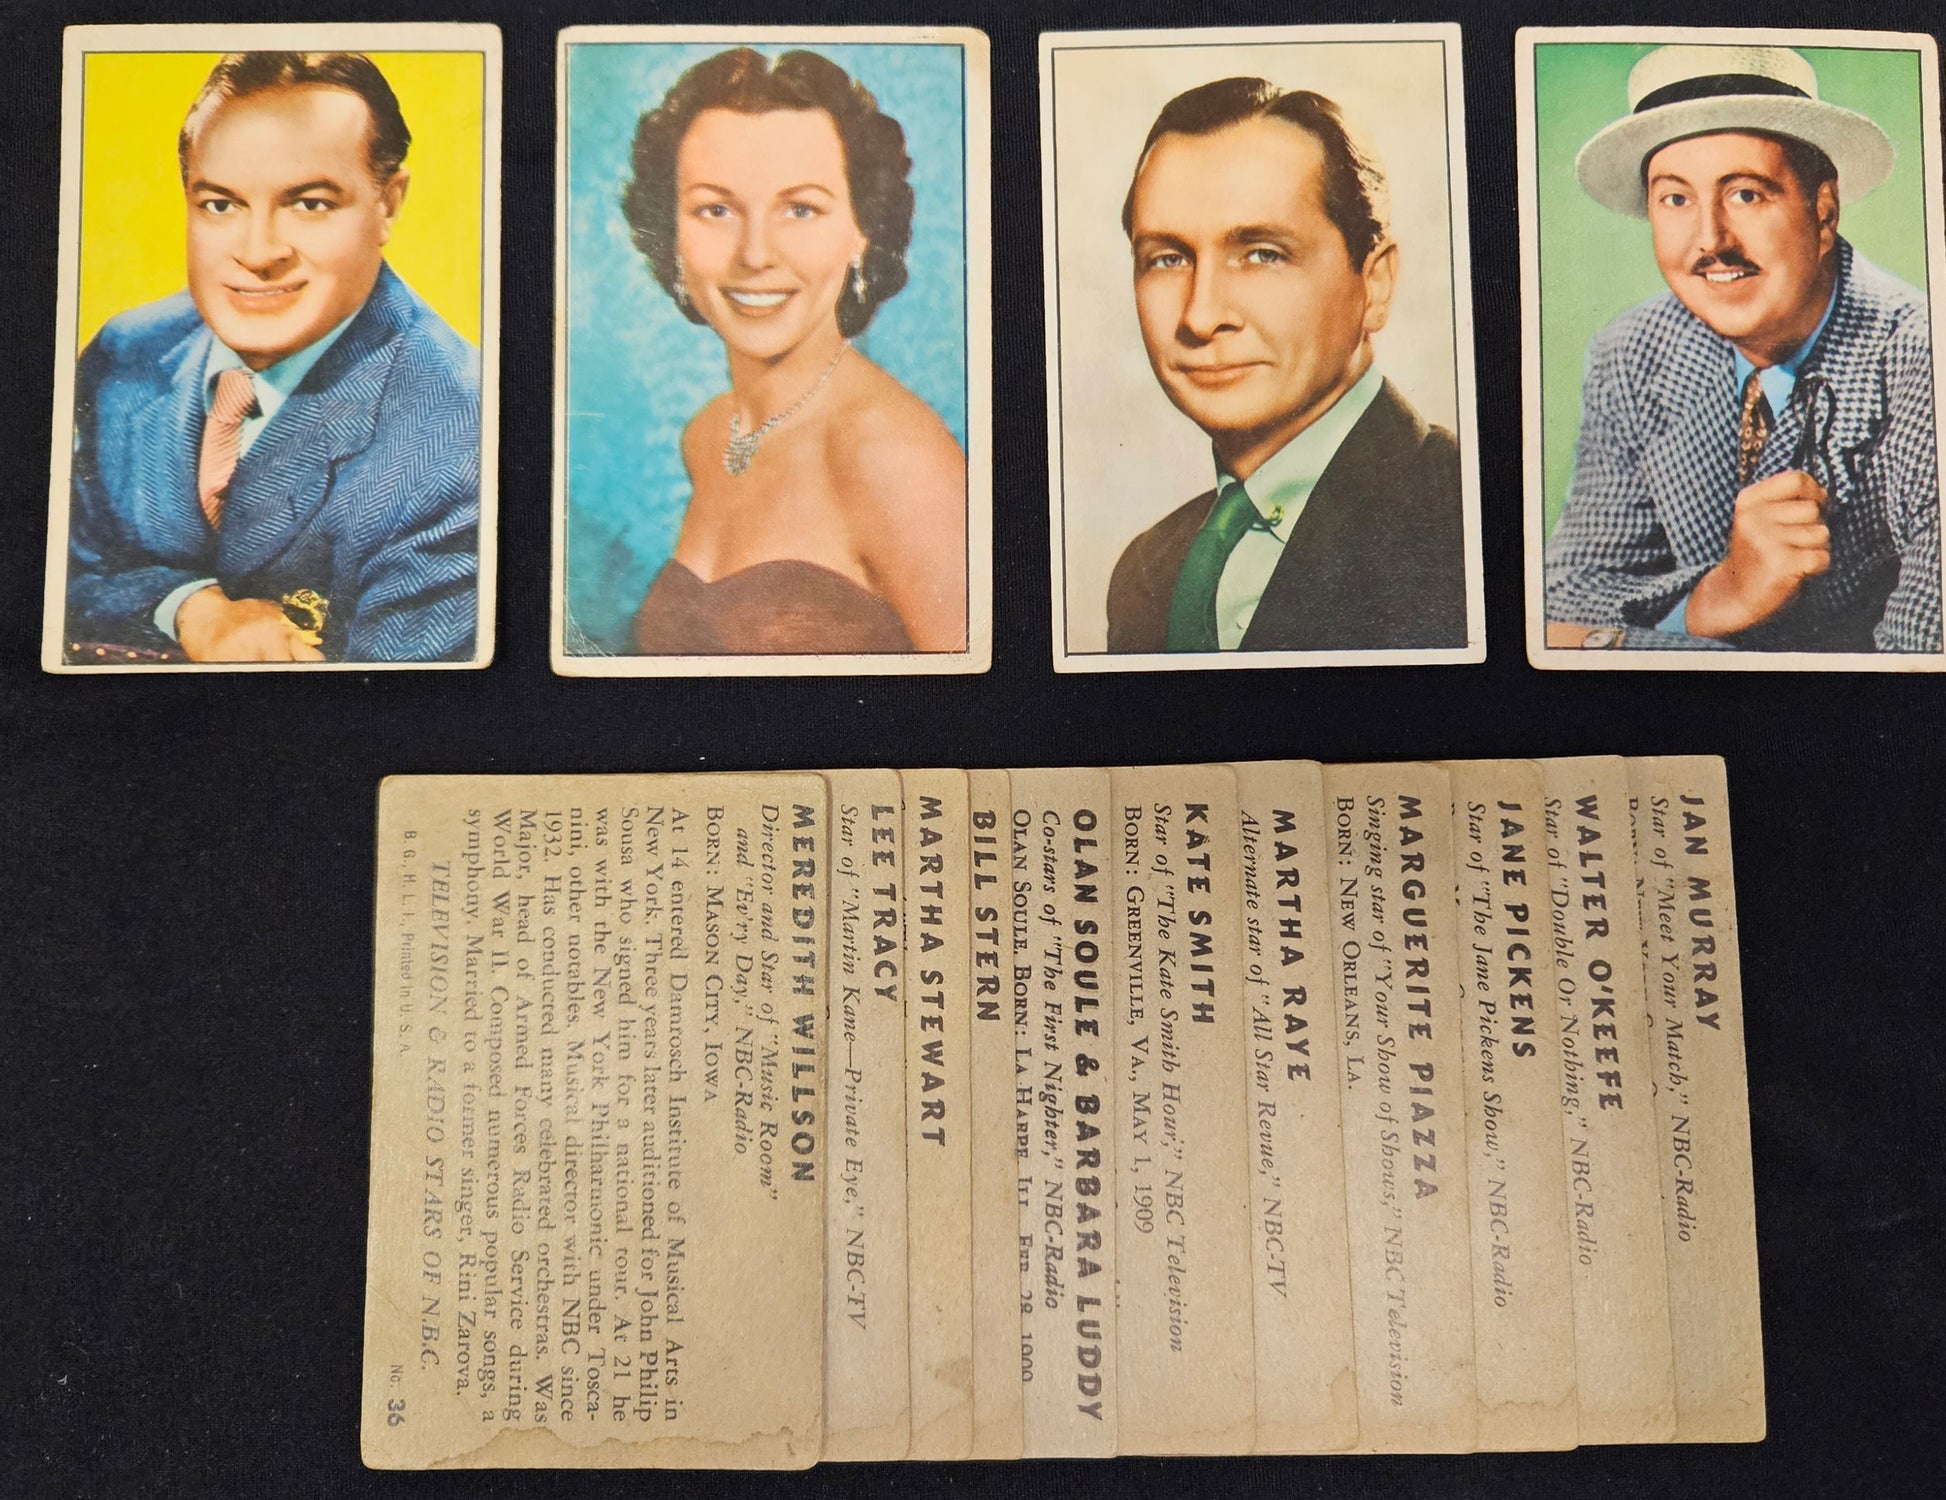 MEREDITH WILLSON
Director and Star of "Music Room"
and "Ev'ry Day," NBC-Radio
BORN: MASON CITY, IOWA
At 14 entered Damrosch Institute of Musical Arts in
New York. Three years later auditioned for John Philip
Sousa who signed him for a national tour. At 21 he
was with the New York Philharmonic under Tosca-
nini, other notables. Musical director with NBC since
1932. Has conducted many celebrated orchestras. Was
Major, head of Armed Forces Radio Service during
World War II. Composed numerous popular songs, a
symphony. Married to a former singer, Rini Zarova.
TELEVISION & RADIO STARS OF N.B.C.
B. G. H. L. I., Printed in U. S. A.
No. 36
LEE TRACY
Star of "Martin Kane—Private Eye," NBC-TV
MARTHA STEWART
BILL STERN
OLAN SOULE & BARBARA LUDDY
Co-stars of "The First Nighter," NBC-Radio
OLAN SOULE. BORN: LA HARPE, ILL., FEB. 28, 1909
KATE SMITH
Star of "The Kate Smith Hour," NBC Television
BORN: GREENVILLE, VA., MAY 1, 1909
MARTHA RAYE
Alternate star of "All Star Revue," NBC-TV
MARGUERITE PIAZZA
Singing star of "Your Show of Shows," NBC Television
BORN: NEW ORLEANS, LA.
JANE PICKENS
Star of "The Jane Pickens Show," NBC-Radio
WALTER O'KEEFE
Star of "Double Or Nothing," NBC-Radio
JAN MURRAY
Star of "Meet Your Match," NBC-Radio